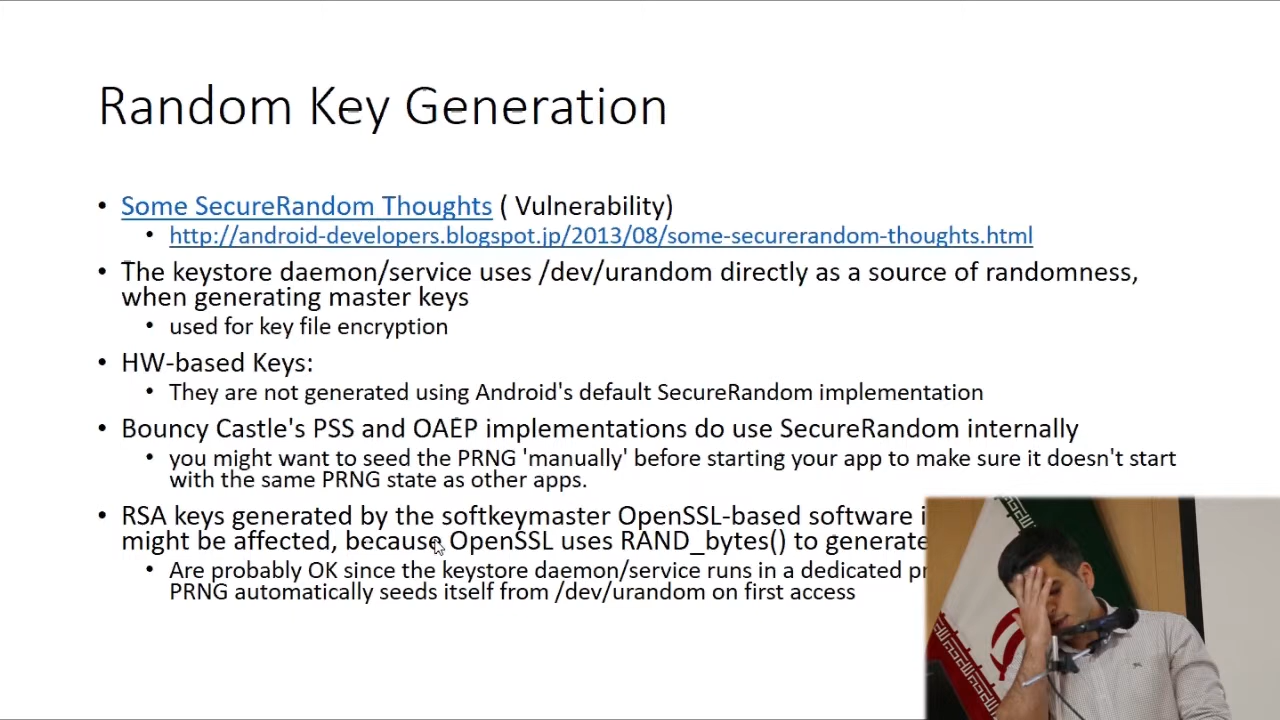 Random Key Generation
• Some SecureRandom Thoughts ( Vulnerability)
• http://android-developers.blogspot.jp/2013/08/some-securerandom-thoughts.html
• The keystore daemon/service uses /dev/urandom directly as a source of randomness,
when generating master keys
• used for key file encryption
• HW-based Keys:
• They are not generated using Android's default SecureRandom implementation
• Bouncy Castle's PSS and OAEP implementations do use SecureRandom internally
• you might want to seed the PRNG 'manually' before starting your app to make sure it doesn't start
with the same PRNG state as other apps.
• RSA keys generated by the softkeymaster OpenSSL-based software
might be affected, because OpenSSL uses RAND_bytes() to generate
• Are probably OK since the keystore daemon/service runs in a dedicated
PRNG automatically seeds itself from /dev/urandom on first access